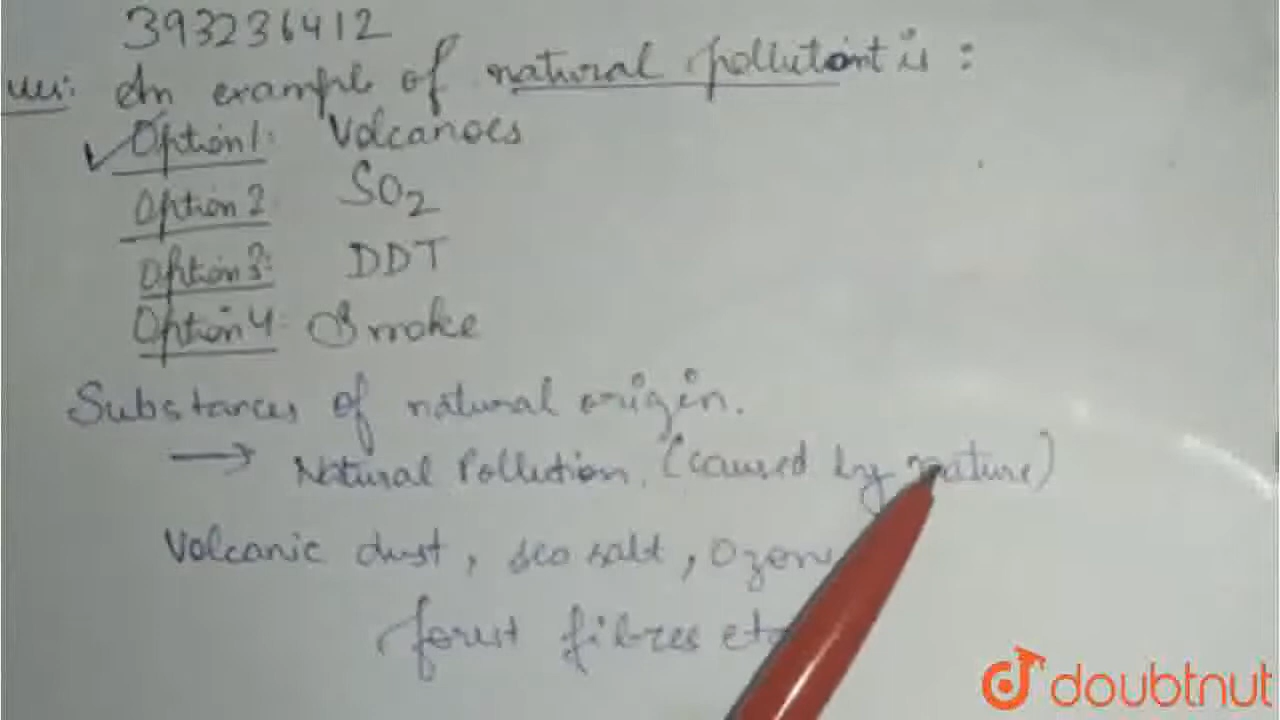 393236412
An example of natural pollutant is :
Option 1: Volcanoes
Option 2 SO2
Option 3: DDT
Option 4: Smoke
Substances of natural origin.
→ Natural Pollution. (caused by nature)
Volcanic dust, sea salt, Ozon
forest fibres etc
doubtnut